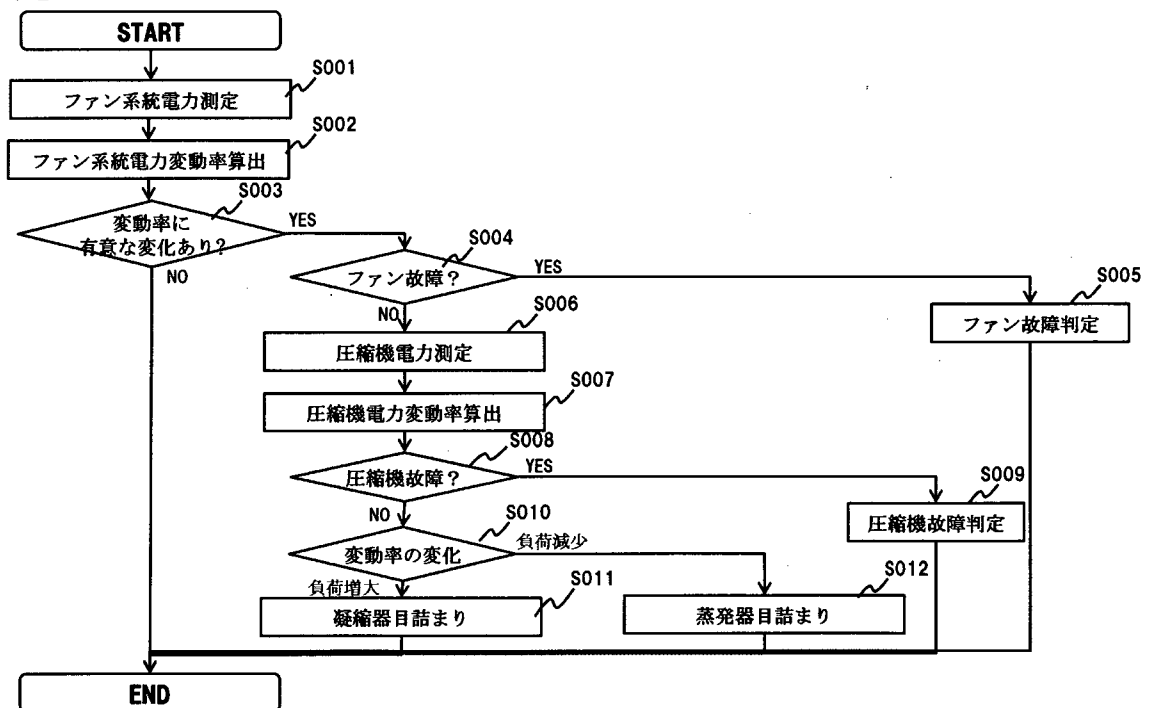 START
S001
ファン系統電力測定
S002
ファン系統電力変動率算出
S003
変動率に
有意な変化あり?
YES
NO
S004
ファン故障?
YES
NO
S005
ファン故障判定
S006
圧縮機電力測定
S007
圧縮機電力変動率算出
S008
圧縮機故障?
YES
NO
S009
圧縮機故障判定
S010
変動率の変化
負荷減少
負荷増大
S011
凝縮器目詰まり
S012
蒸発器目詰まり
END